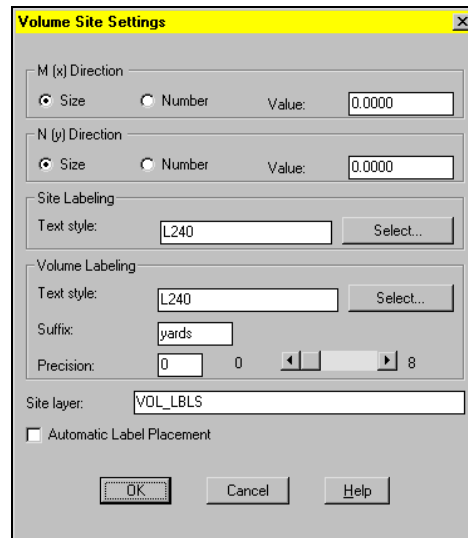 Volume Site Settings
M (x) Direction
Size Number Value: 0.0000
N (y) Direction
Size Number Value: 0.0000
Site Labeling
Text style: L240 Select...
Volume Labeling
Text style: L240 Select...
Suffix: yards
Precision: 0 0 8
Site layer: VOL_LBLS
Automatic Label Placement
OK Cancel Help